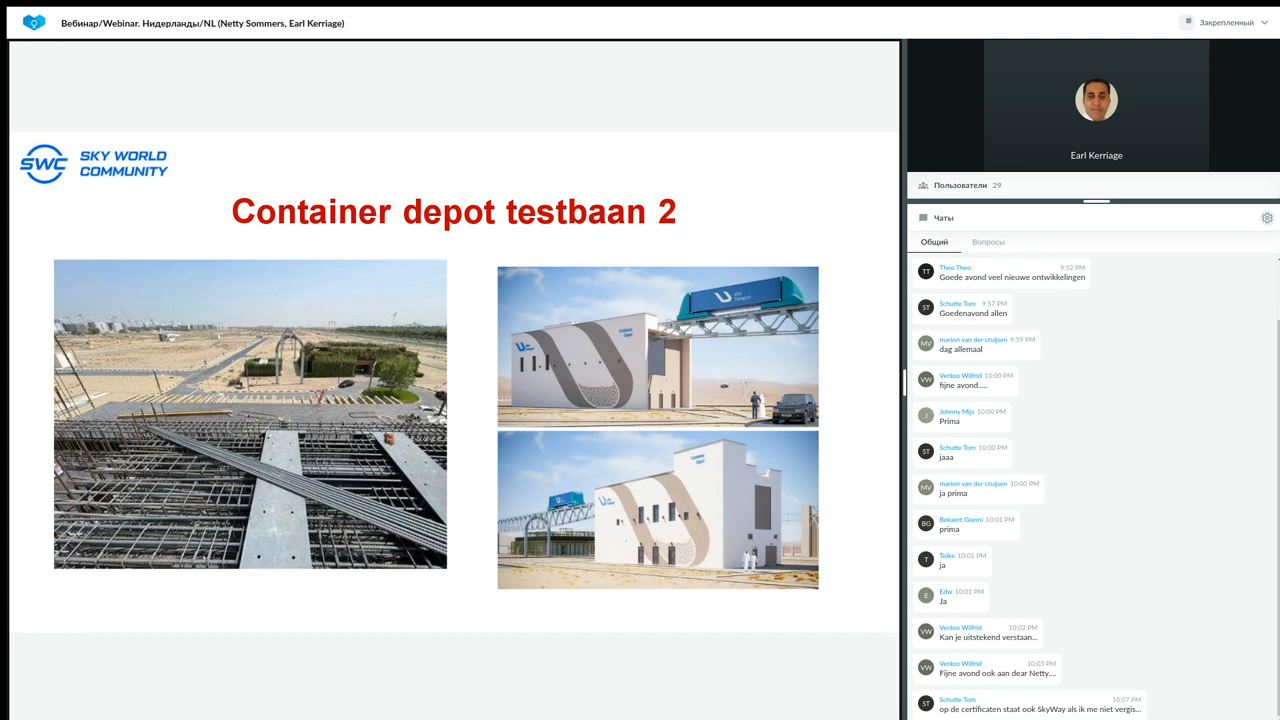 Вебинар/Webinar. Нидерланды/NL (Netty Sommers, Earl Kerriage)
Закрепленный
SWC SKY WORLD
COMMUNITY
Container depot testbaan 2
Earl Kerriage
Пользователи 29
Чаты
Общий Вопросы
TT Theo Theo 9:52 PM
Goede avond veel nieuwe ontwikkelingen
ST Schutte Tom 9:57 PM
Goedenavond allen
MV marion van der cruijsen 9:59 PM
dag allemaal
VW Venloo Wilfrid 10:00 PM
fijne avond.....
J Johnny Mijs 10:00 PM
Prima
ST Schutte Tom 10:00 PM
jaaa
MV marion van der cruijsen 10:00 PM
ja prima
BG Bekaert Gianni 10:01 PM
prima
T Toike 10:01 PM
ja
E Edw 10:01 PM
Ja
VW Venloo Wilfrid 10:02 PM
Kan je uitstekend verstaan...
VW Venloo Wilfrid 10:03 PM
Fijne avond ook aan dear Netty....
ST Schutte Tom 10:07 PM
op de certificaten staat ook SkyWay als ik me niet vergis...